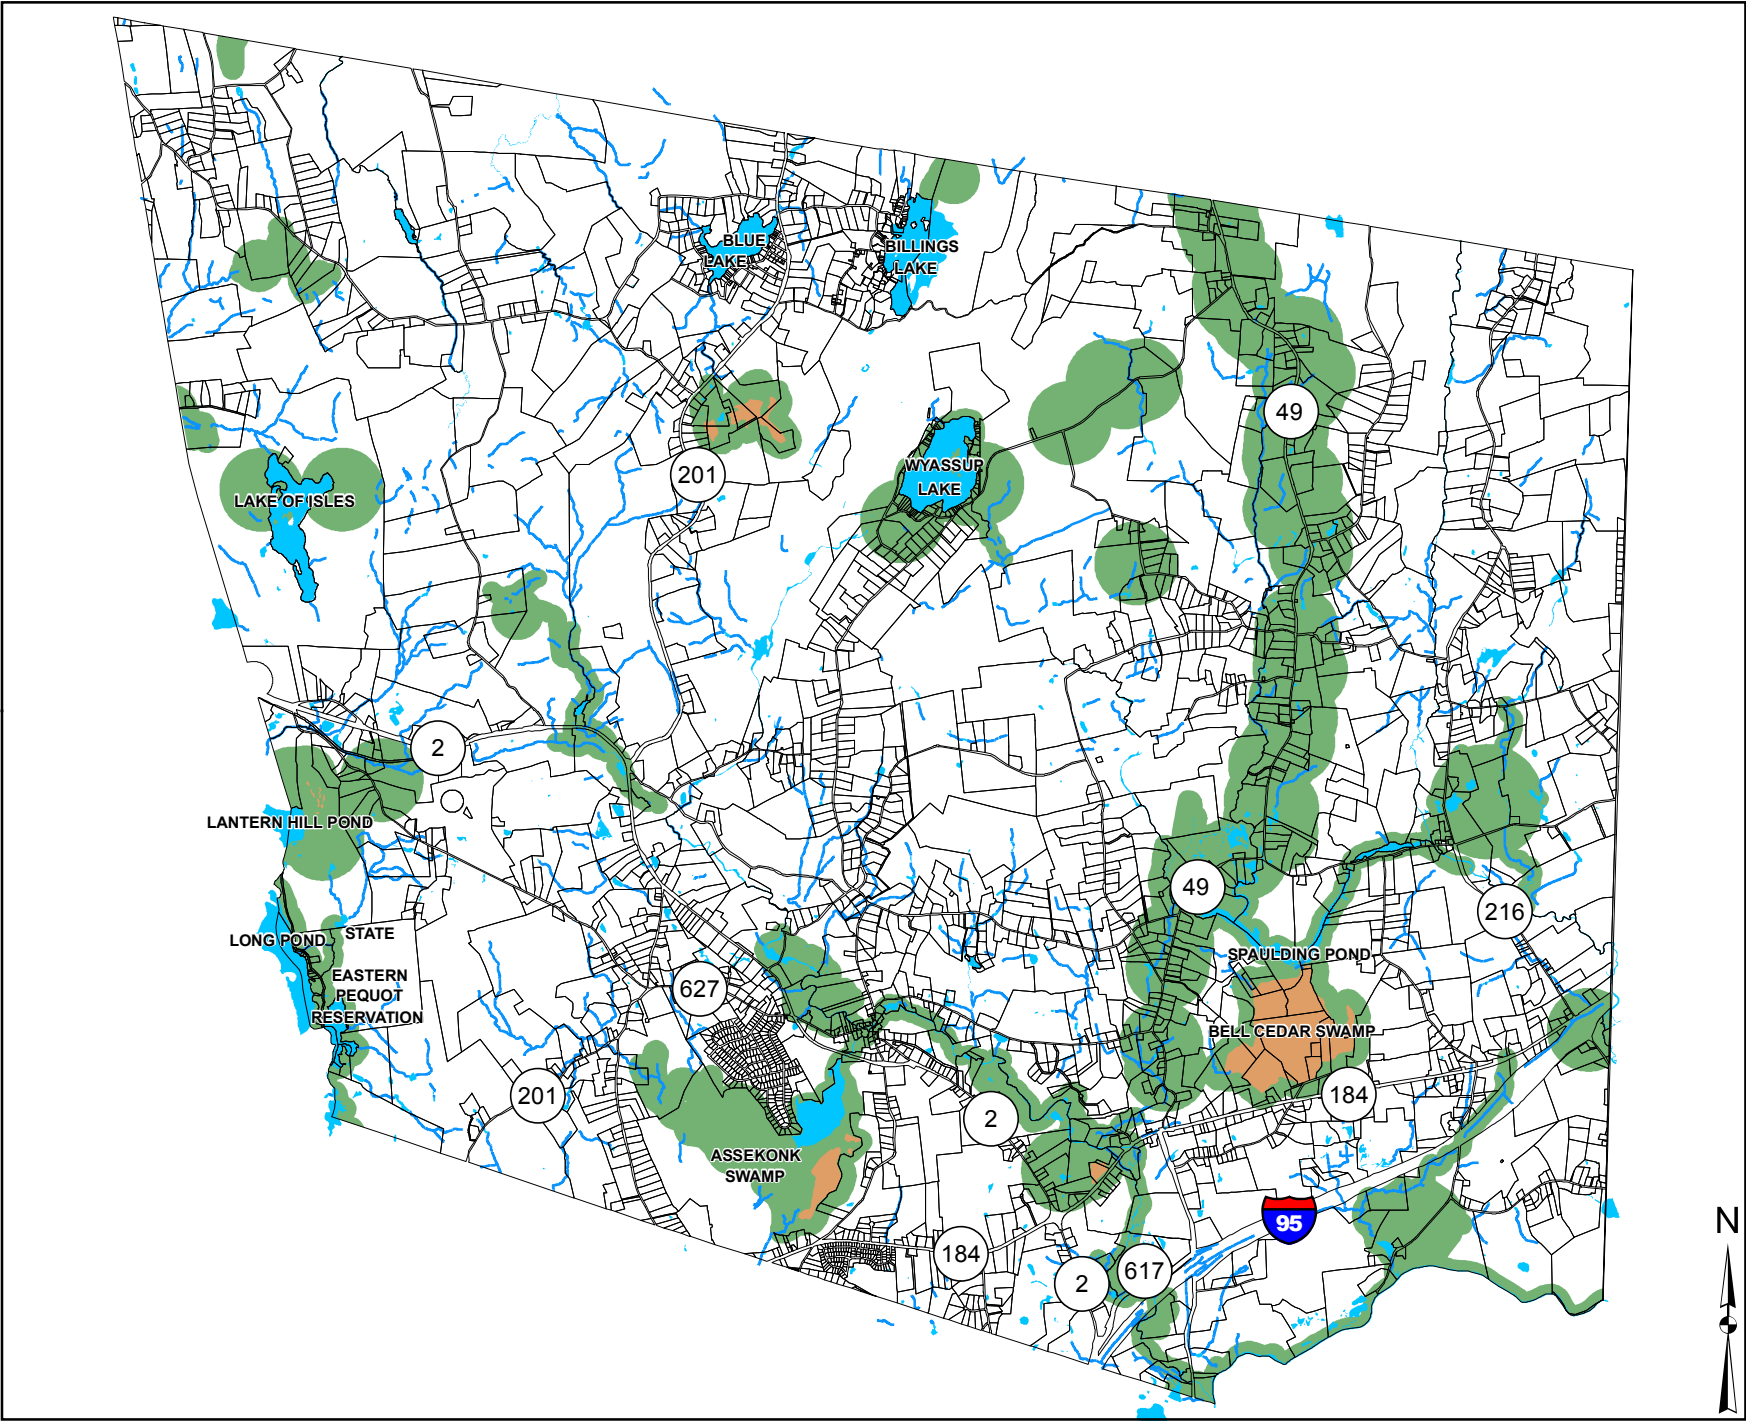 BLUE
LAKE
BILLINGS
LAKE
49
WYASSUP
LAKE
201
LAKE OF ISLES
2
LANTERN HILL POND
49
216
LONG POND
STATE
SPAULDING POND
EASTERN
PEQUOT
RESERVATION
627
BELL CEDAR SWAMP
201
184
2
ASSEKONK
SWAMP
95
N
184
617
2